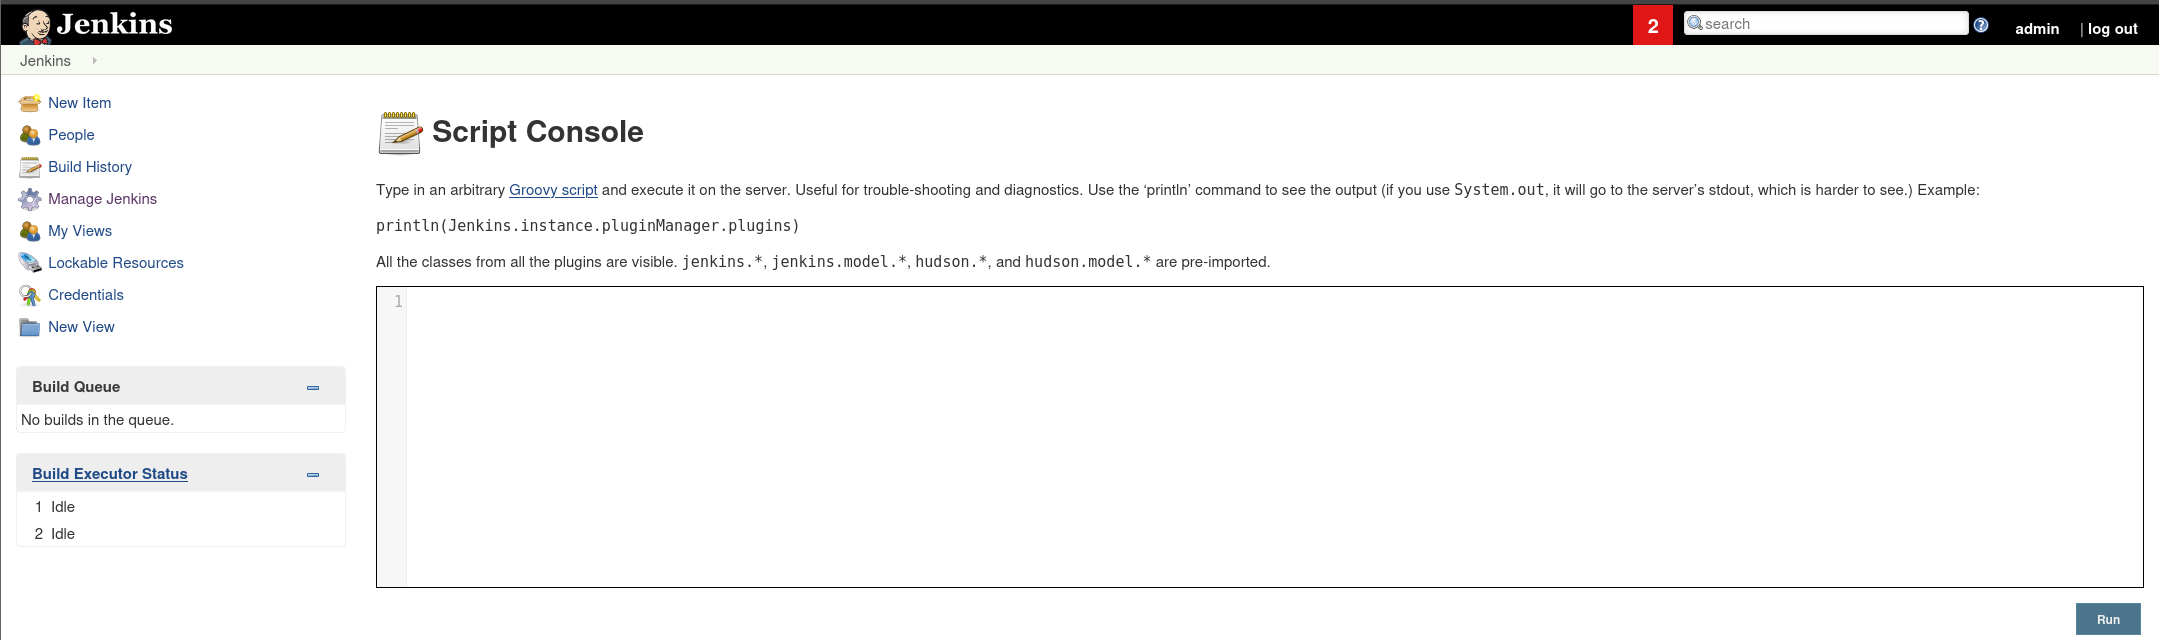 Jenkins
2
search
admin
| log out
Jenkins
New Item
People
Build History
Manage Jenkins
My Views
Lockable Resources
Credentials
New View
Build Queue
No builds in the queue.
Build Executor Status
1 Idle
2 Idle
Script Console
Type in an arbitrary Groovy script and execute it on the server. Useful for trouble-shooting and diagnostics. Use the ‘println’ command to see the output (if you use System.out, it will go to the server’s stdout, which is harder to see.) Example:
println(Jenkins.instance.pluginManager.plugins)
All the classes from all the plugins are visible. jenkins.*, jenkins.model.*, hudson.*, and hudson.model.* are pre-imported.
1
Run